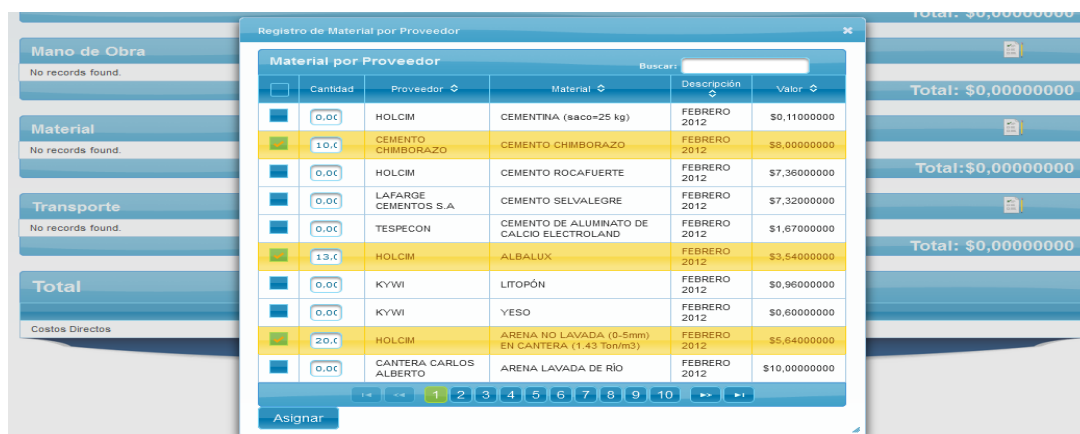 Total: $0,00000000
Registro de Material por Proveedor
Mano de Obra
No records found.
Total: $0,00000000
Material
No records found.
Total:$0,00000000
Transporte
No records found.
Total: $0,00000000
Total
Costos Directos
Material por Proveedor
Buscar:
Cantidad Proveedor Material Descripción Valor
0.00 HOLCIM CEMENTINA (saco=25 kg) FEBRERO 2012 $0,11000000
10.0 CEMENTO CHIMBORAZO CEMENTO CHIMBORAZO FEBRERO 2012 $8,00000000
0.00 HOLCIM CEMENTO ROCAFUERTE FEBRERO 2012 $7,36000000
0.00 LAFARGE CEMENTOS S.A CEMENTO SELVALEGRE FEBRERO 2012 $7,32000000
0.00 TESPECON CEMENTO DE ALUMINATO DE CALCIO ELECTROLAND FEBRERO 2012 $1,67000000
13.0 HOLCIM ALBALUX FEBRERO 2012 $3,54000000
0.00 KYWI LITOPÓN FEBRERO 2012 $0,96000000
0.00 KYWI YESO FEBRERO 2012 $0,60000000
20.0 HOLCIM ARENA NO LAVADA (0-5mm) EN CANTERA (1.43 Ton/m3) FEBRERO 2012 $5,64000000
0.00 CANTERA CARLOS ALBERTO ARENA LAVADA DE RÌO FEBRERO 2012 $10,00000000
1 2 3 4 5 6 7 8 9 10
Asignar